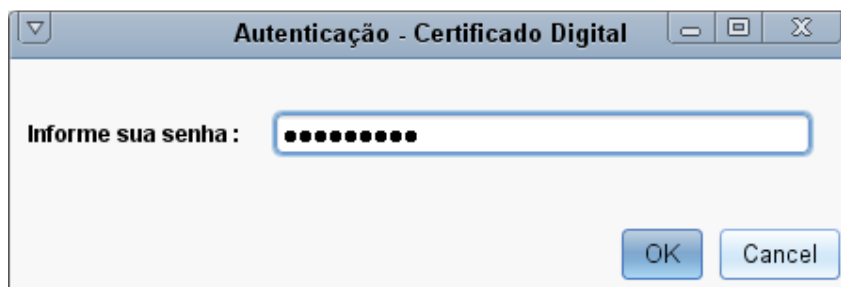 Autenticação - Certificado Digital
Informe sua senha :
•••••••••
OK
Cancel